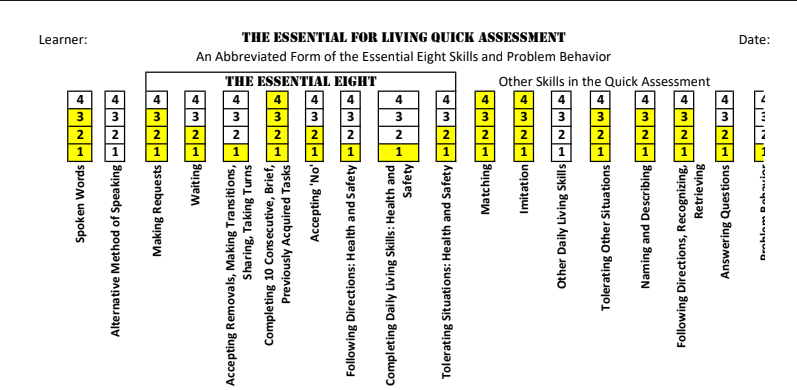 Learner:
THE ESSENTIAL FOR LIVING QUICK ASSESSMENT
Date:
An Abbreviated Form of the Essential Eight Skills and Problem Behavior
THE ESSENTIAL EIGHT
Other Skills in the Quick Assessment
4 4 4 4 4 4 4 4 4 4 4 4 4 4 4 4 4 4
3 3 3 3 3 3 3 3 3 3 3 3 3 3 3 3 3 3
2 2 2 2 2 2 2 2 2 2 2 2 2 2 2 2 2 2
1 1 1 1 1 1 1 1 1 1 1 1 1 1 1 1 1 1
Spoken Words
Alternative Method of Speaking
Making Requests
Waiting
Accepting Removals, Making Transitions,
Sharing, Taking Turns
Completing 10 Consecutive, Brief,
Previously Acquired Tasks
Accepting 'No'
Following Directions: Health and Safety
Completing Daily Living Skills: Health and
Safety
Tolerating Situations: Health and Safety
Matching
Imitation
Other Daily Living Skills
Tolerating Other Situations
Naming and Describing
Following Directions, Recognizing,
Retrieving
Answering Questions
Problem Behavior